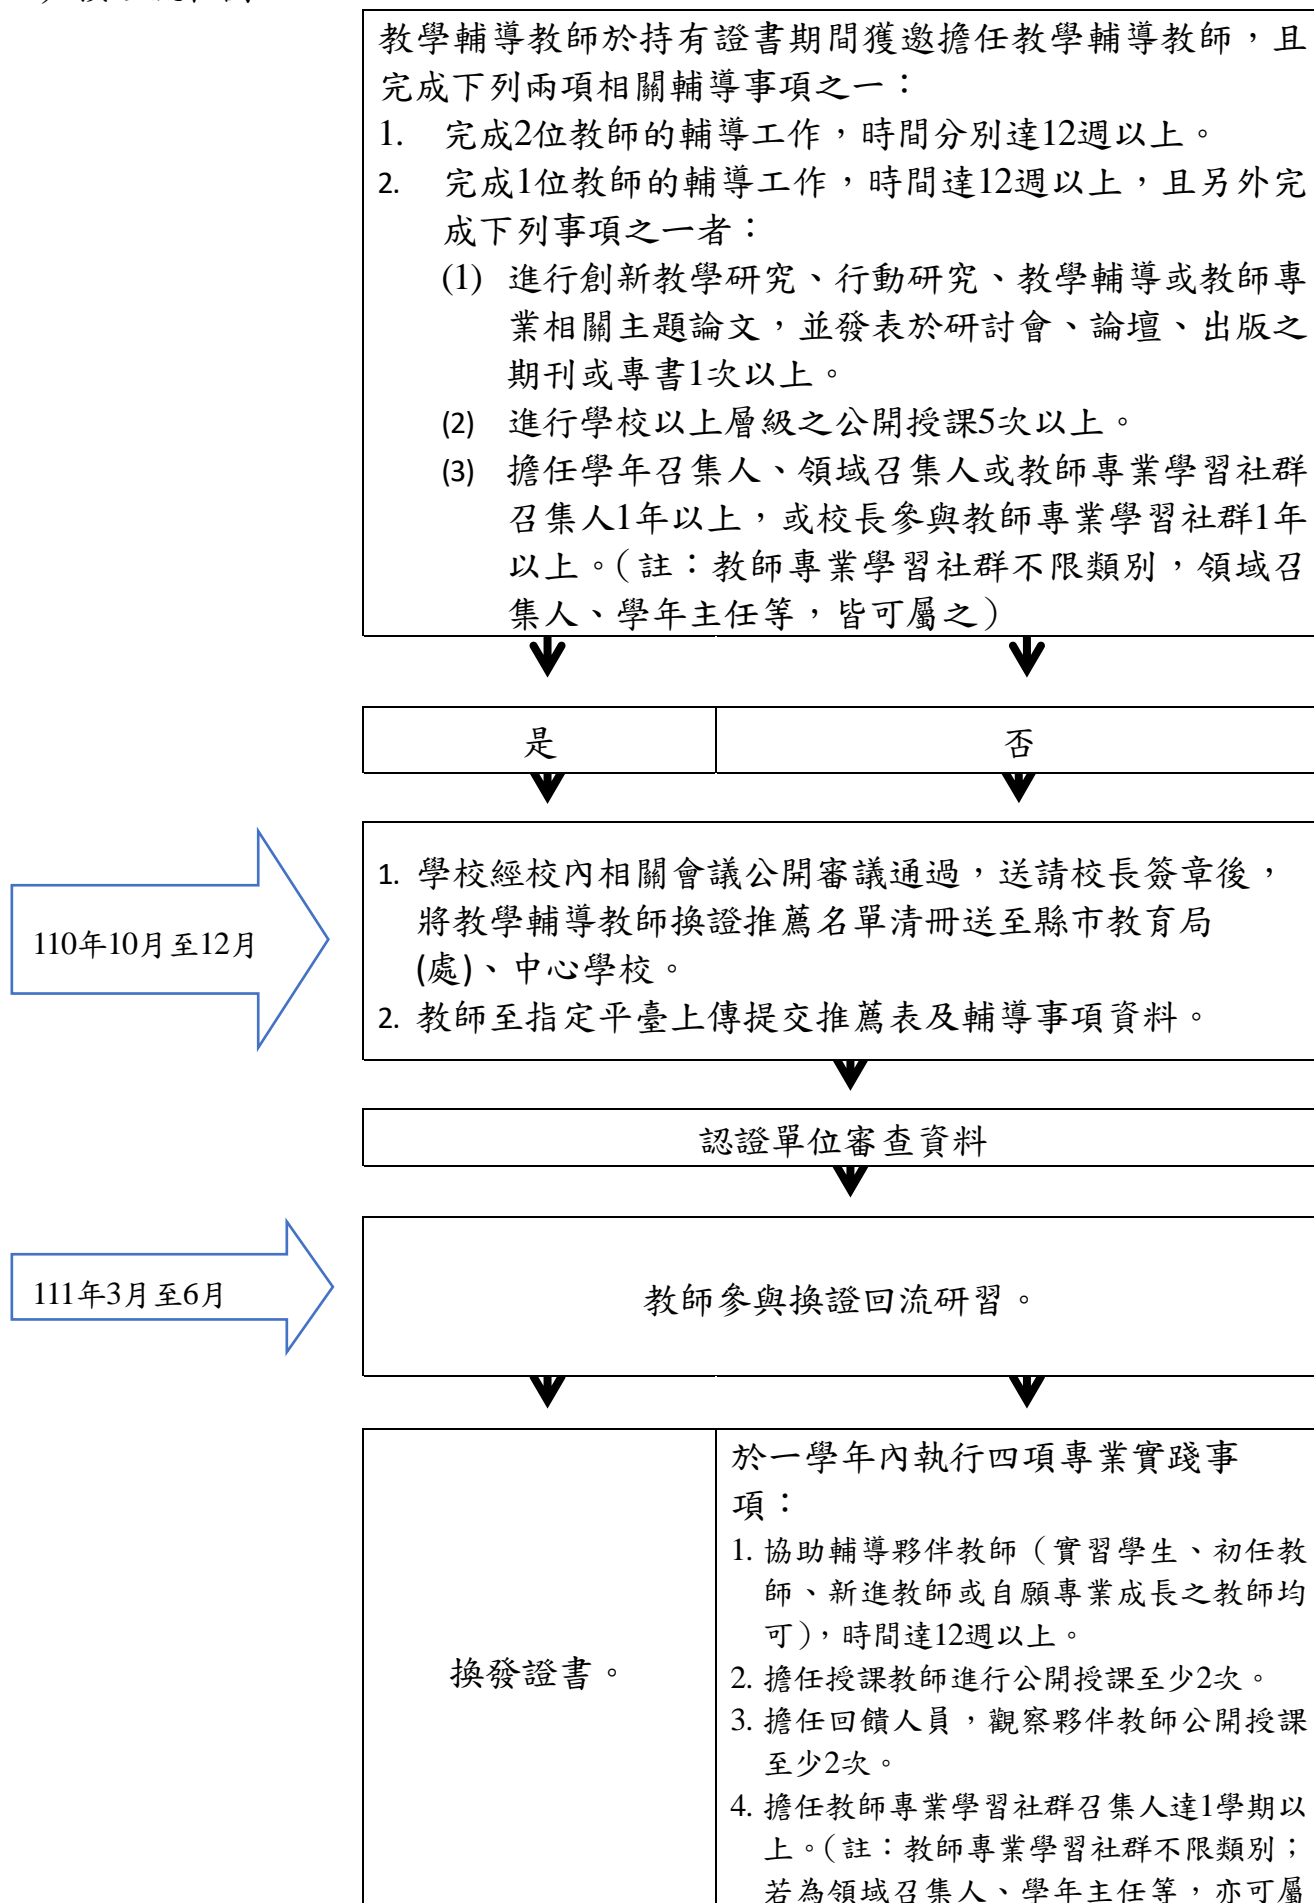 教學輔導教師於持有證書期間獲邀擔任教學輔導教師，且
完成下列兩項相關輔導事項之一：
1. 完成2位教師的輔導工作，時間分別達12週以上。
2. 完成1位教師的輔導工作，時間達12週以上，且另外完
成下列事項之一者：
(1) 進行創新教學研究、行動研究、教學輔導或教師專
業相關主題論文，並發表於研討會、論壇、出版之
期刊或專書1次以上。
(2) 進行學校以上層級之公開授課5次以上。
(3) 擔任學年召集人、領域召集人或教師專業學習社群
召集人1年以上，或校長參與教師專業學習社群1年
以上。（註：教師專業學習社群不限類別，領域召
集人、學年主任等，皆可屬之）
是
否
110年10月至12月
1. 學校經校內相關會議公開審議通過，送請校長簽章後，
將教學輔導教師換證推薦名單清冊送至縣市教育局
(處)、中心學校。
2. 教師至指定平臺上傳提交推薦表及輔導事項資料。
認證單位審查資料
111年3月至6月
教師參與換證回流研習。
換發證書。
於一學年內執行四項專業實踐事
項：
1. 協助輔導夥伴教師（實習學生、初任教
師、新進教師或自願專業成長之教師均
可），時間達12週以上。
2. 擔任授課教師進行公開授課至少2次。
3. 擔任回饋人員，觀察夥伴教師公開授課
至少2次。
4. 擔任教師專業學習社群召集人達1學期以
上。（註：教師專業學習社群不限類別；
若為領域召集人、學年主任等，亦可屬